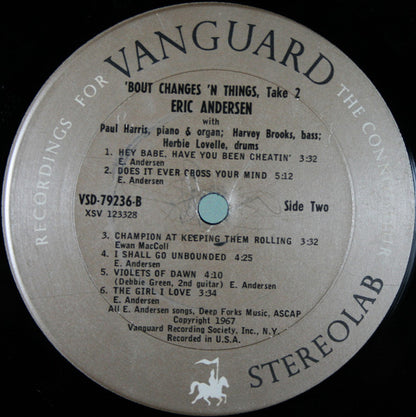 RECORDINGS FOR VANGUARD THE CONN UR
'BOUT CHANGES 'N THINGS, Take 2
ERIC ANDERSEN
with
Paul Harris, piano & organ; Harvey Brooks, bass;
Herbie Lovelle, drums
1. HEY BABE, HAVE YOU BEEN CHEATIN' 3:32
E. Andersen
2. DOES IT EVER CROSS YOUR MIND 5:12
E. Andersen
VSD-79236-B Side Two
XSV 123328
3. CHAMPION AT KEEPING THEM ROLLING 3:32
Ewan MacColl
4. I SHALL GO UNBOUNDED 4:25
E. Andersen
5. VIOLETS OF DAWN 4:10
(Debbie Green, 2nd guitar) E. Andersen
6. THE GIRL I LOVE 3:34
E. Andersen
All E. Andersen songs, Deep Forks Music, ASCAP
Copyright 1967
Vanguard Recording Society, Inc., N.Y.
Recorded in U.S.A.
STEREOLAB